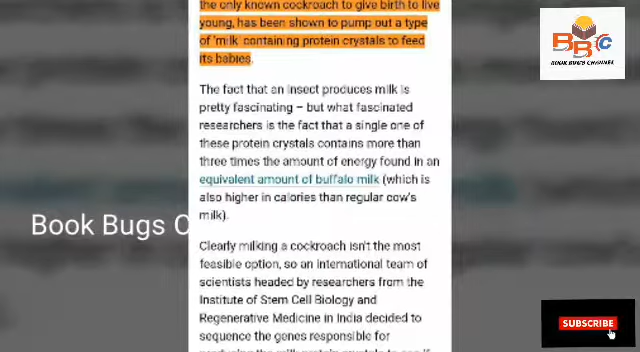 the only known cockroach to give birth to live
young, has been shown to pump out a type
of 'milk' containing protein crystals to feed
its babies.
The fact that an insect produces milk is
pretty fascinating – but what fascinated
researchers is the fact that a single one of
these protein crystals contains more than
three times the amount of energy found in an
equivalent amount of buffalo milk (which is
also higher in calories than regular cow's
milk).
Clearly milking a cockroach isn't the most
feasible option, so an international team of
scientists headed by researchers from the
Institute of Stem Cell Biology and
Regenerative Medicine in India decided to
sequence the genes responsible for
Book Bugs C
BBC
BOOK BUGS CHANNEL
SUBSCRIBE